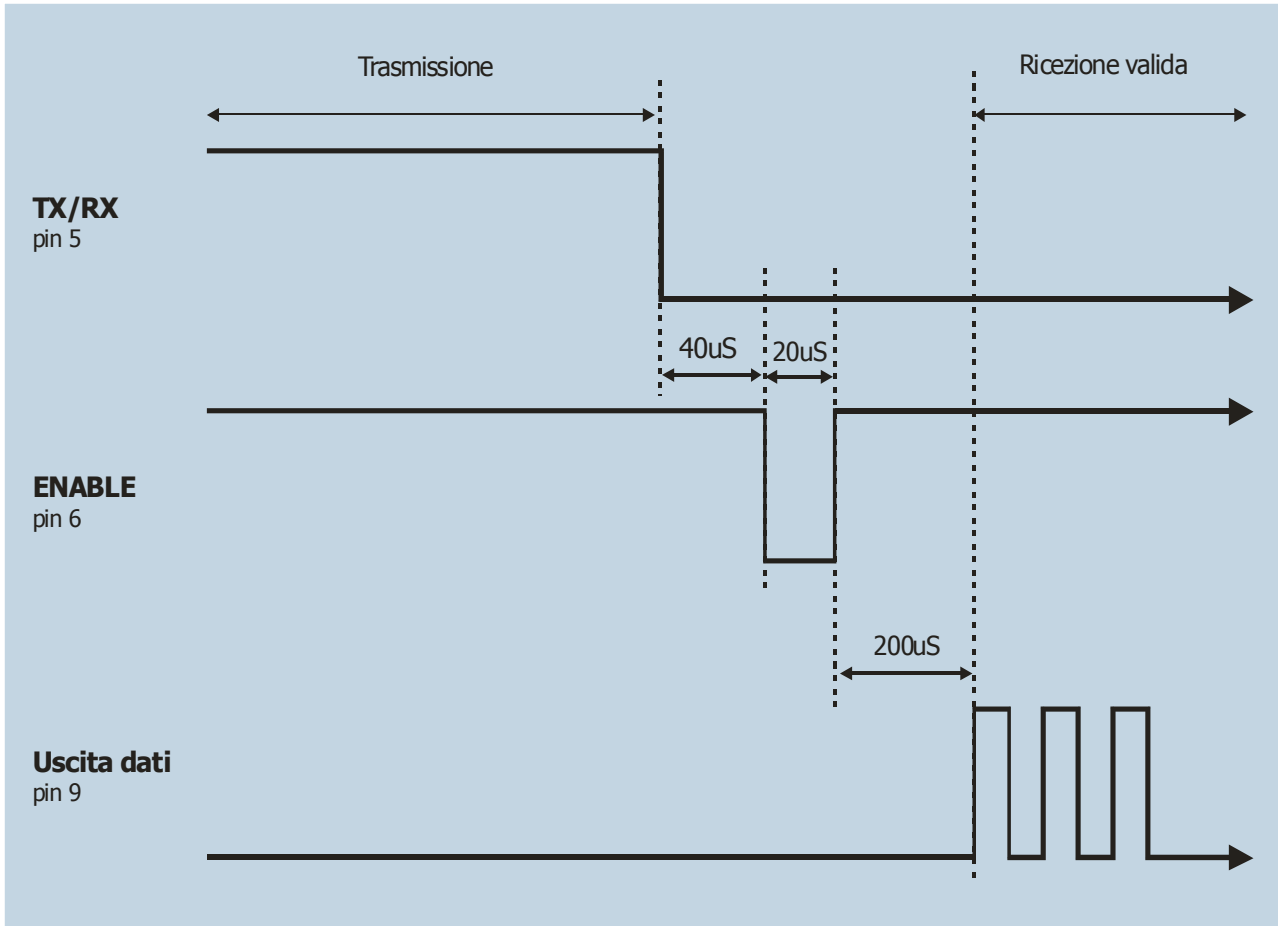 Trasmissione
Ricezione valida
TX/RX
pin 5
40uS
20uS
ENABLE
pin 6
200uS
Uscita dati
pin 9